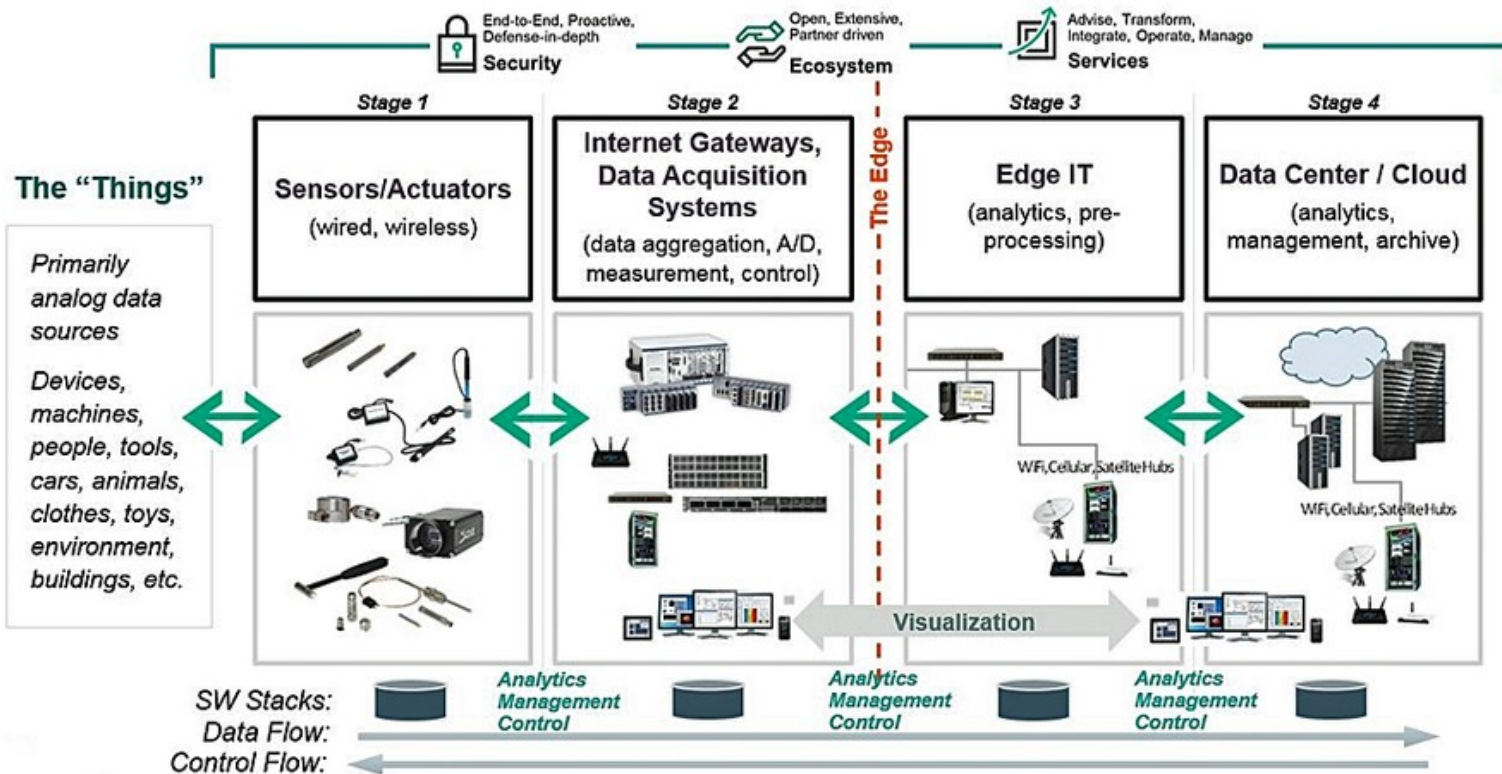 End-to-End, Proactive,
Defense-in-depth
Security
Open, Extensive,
Partner driven
Ecosystem
Advise, Transform,
Integrate, Operate, Manage
Services
Stage 1
Stage 2
Stage 3
Stage 4
The "Things"
Primarily
analog data
sources
Devices,
machines,
people, tools,
cars, animals,
clothes, toys,
environment,
buildings, etc.
Sensors/Actuators
(wired, wireless)
Internet Gateways,
Data Acquisition
Systems
(data aggregation, A/D,
measurement, control)
The Edge
Edge IT
(analytics, pre-
processing)
Data Center / Cloud
(analytics,
management, archive)
WiFi, Cellular, Satellite Hubs
WiFi, Cellular, Satellite Hubs
Visualization
SW Stacks:
Analytics
Management
Control
Analytics
Management
Control
Analytics
Management
Control
Data Flow:
Control Flow: